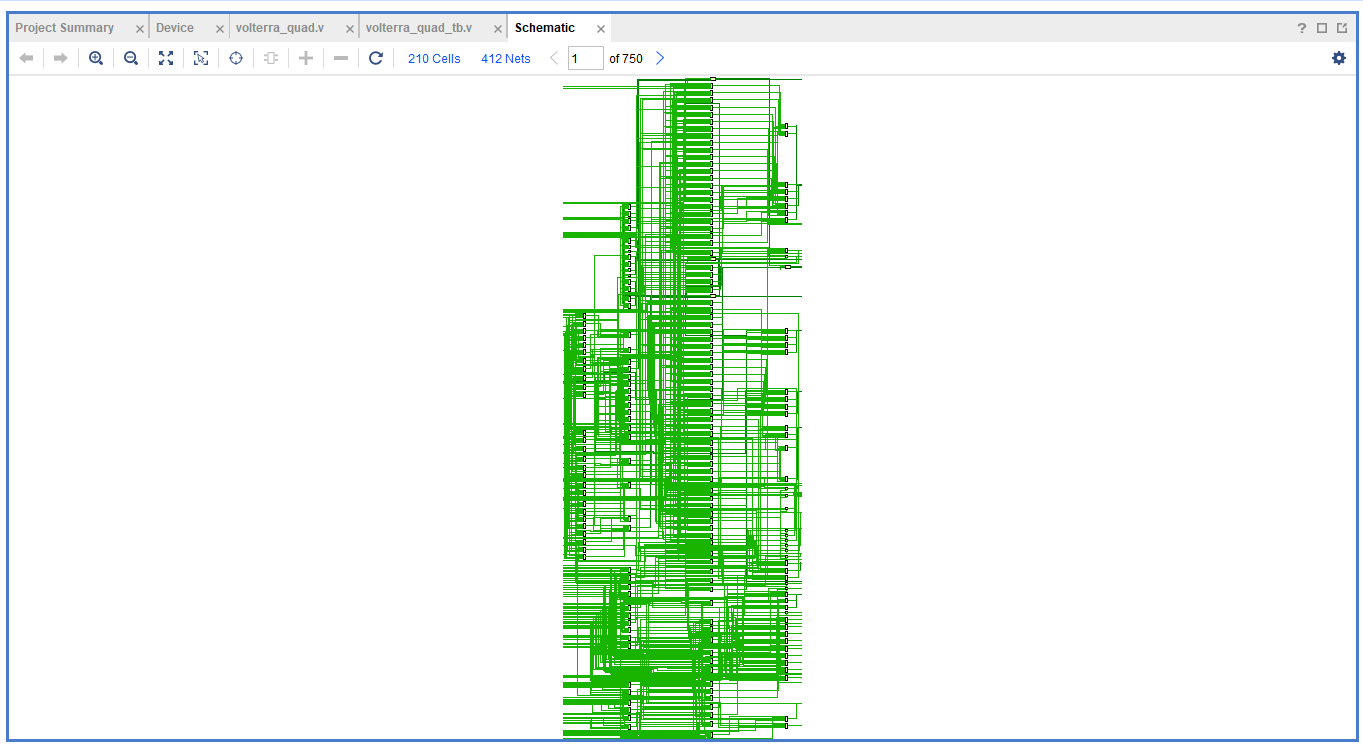 Project Summary × Device × volterra_quad.v × volterra_quad_tb.v × Schematic × ?
210 Cells 412 Nets 1 of 750